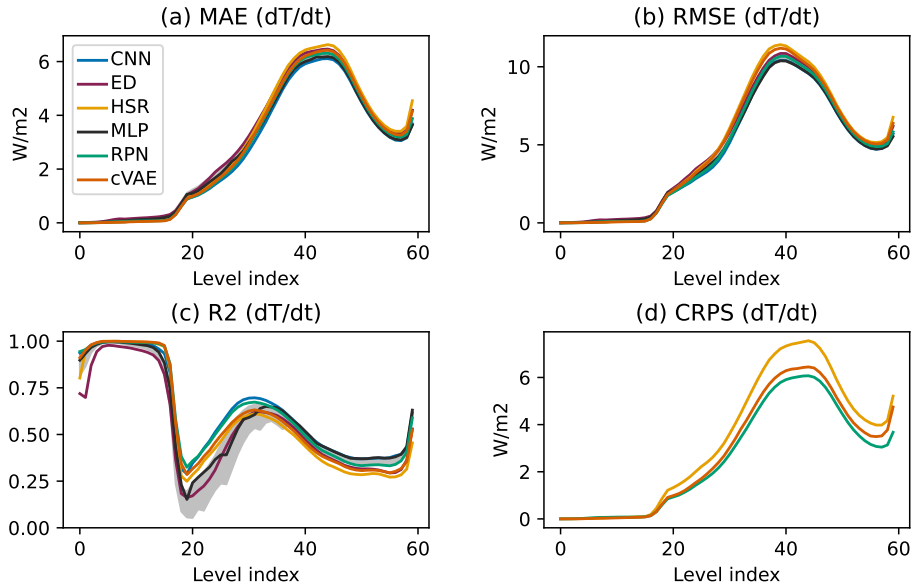 (a) MAE (dT/dt)
W/m2
6
4
2
0
CNN
ED
HSR
MLP
RPN
cVAE
0 20 40 60
Level index
(b) RMSE (dT/dt)
W/m2
10
5
0
0 20 40 60
Level index
(c) R2 (dT/dt)
1.00
0.75
0.50
0.25
0.00
0 20 40 60
Level index
(d) CRPS (dT/dt)
W/m2
6
4
2
0
0 20 40 60
Level index